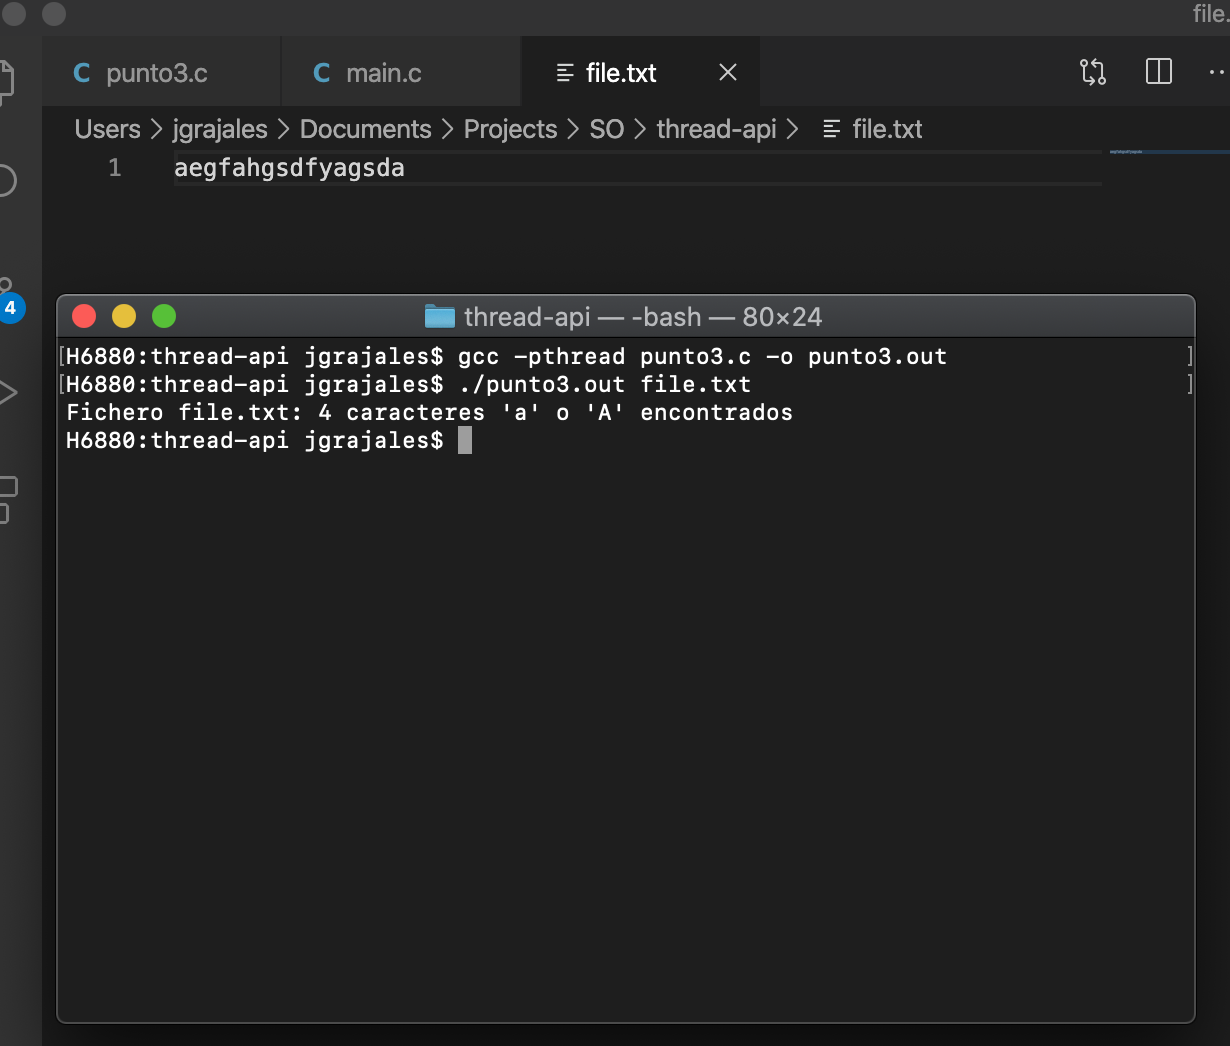 file.
C punto3.c C main.c file.txt
Users > jgrajales > Documents > Projects > SO > thread-api > file.txt
1 aegfahgsdfyagsda
4
thread-api — -bash — 80×24
[H6880:thread-api jgrajales$ gcc -pthread punto3.c -o punto3.out ]
[H6880:thread-api jgrajales$ ./punto3.out file.txt ]
Fichero file.txt: 4 caracteres 'a' o 'A' encontrados
H6880:thread-api jgrajales$